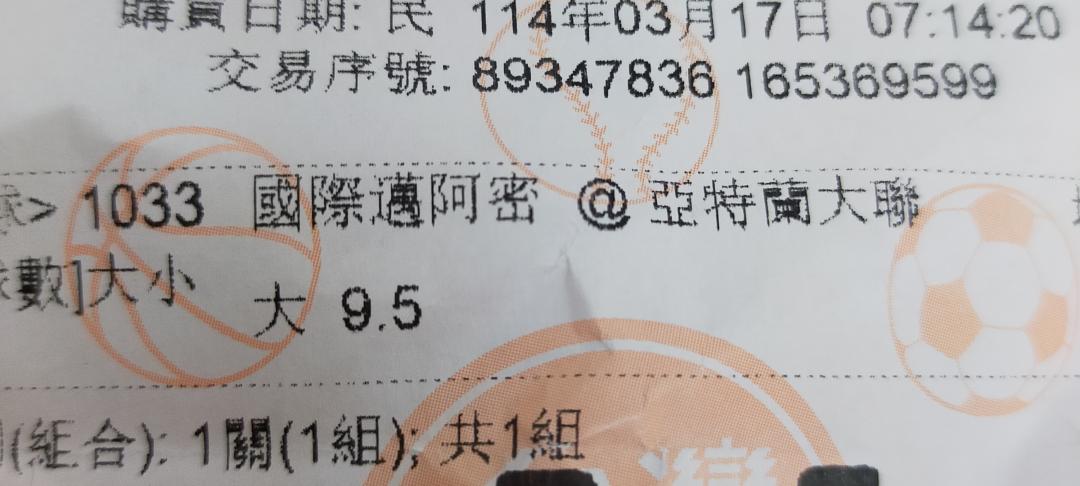 購買日期: 民 114年03月17日 07:14:20
交易序號: 89347836 165369599
> 1033 國際邁阿密 @ 亞特蘭大聯
數]大小
大 9.5
(組合): 1關(1組); 共1組